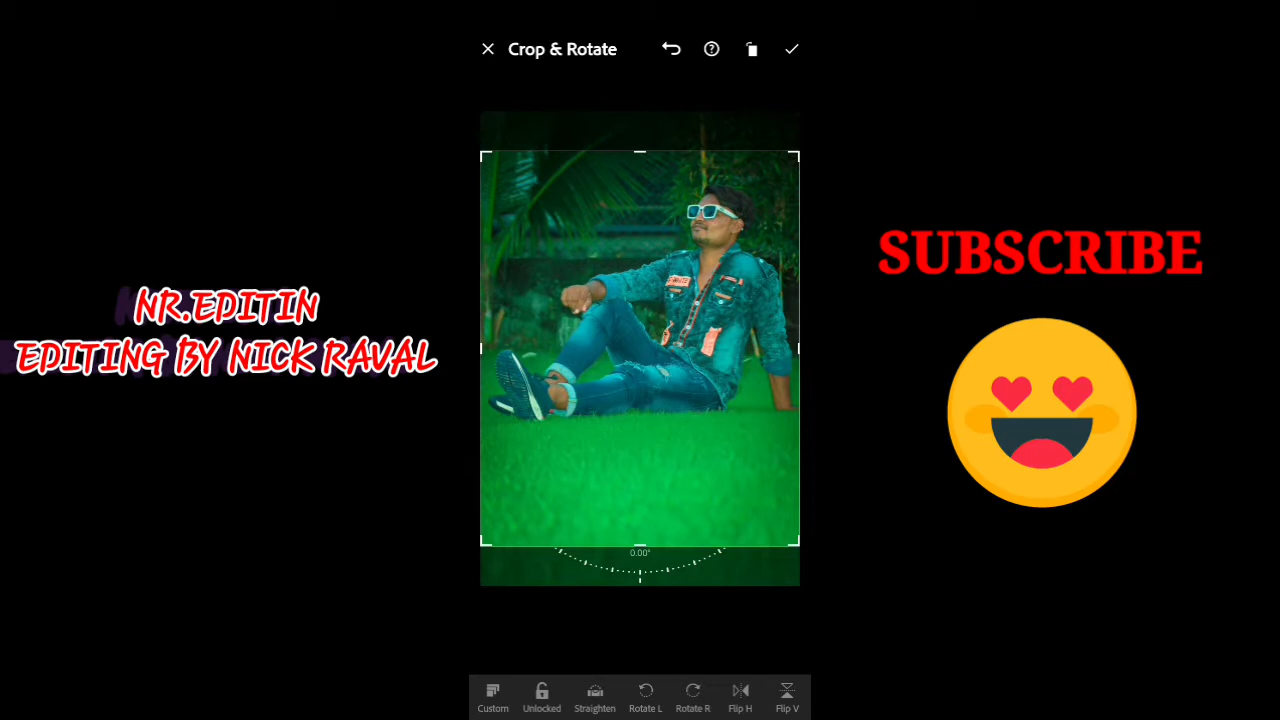 Crop & Rotate
NR.EDITIN
EDITING BY NICK RAVAL
SUBSCRIBE
0.00°
Custom
Unlocked
Straighten
Rotate L
Rotate R
Flip H
Flip V